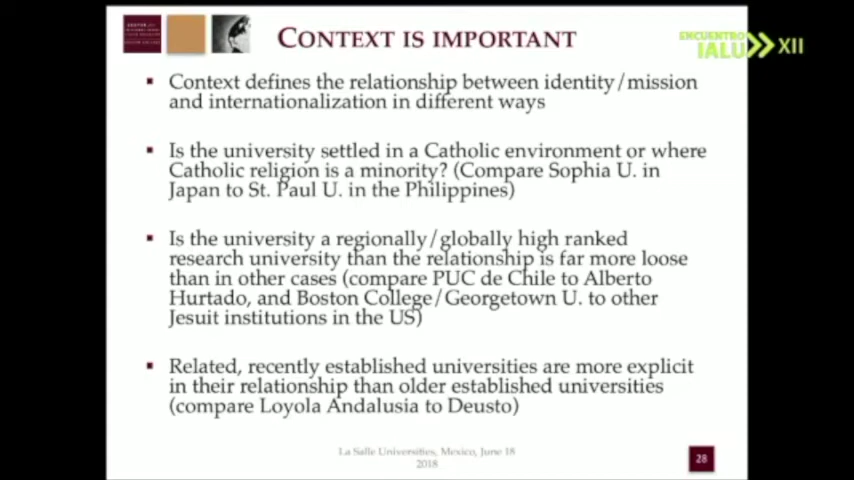 CONTEXT IS IMPORTANT
ENCUENTRO
IALU XII
Context defines the relationship between identity/mission
and internationalization in different ways
Is the university settled in a Catholic environment or where
Catholic religion is a minority? (Compare Sophia U. in
Japan to St. Paul U. in the Philippines)
Is the university a regionally/globally high ranked
research university than the relationship is far more loose
than in other cases (compare PUC de Chile to Alberto
Hurtado, and Boston College/Georgetown U. to other
Jesuit institutions in the US)
Related, recently established universities are more explicit
in their relationship than older established universities
(compare Loyola Andalusia to Deusto)
La Salle Universities, Mexico, June 18
2018
28